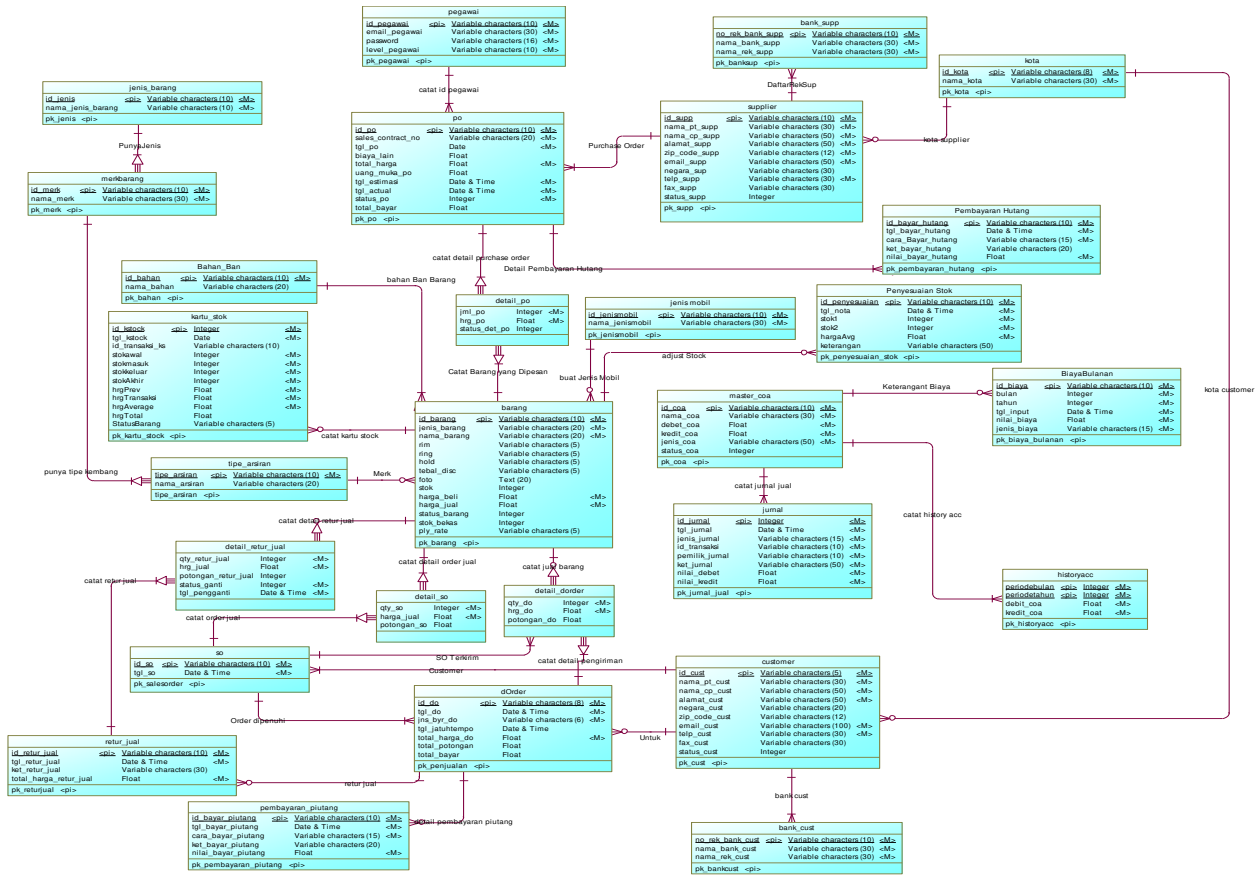 pegawai
id_pegawai <pi> Variable characters (10) <M>
email_pegawai Variable characters (30) <M>
password Variable characters (16) <M>
level_pegawai Variable characters (10) <M>
pk_pegawai <pi>
bank_supp
no_rek_bank_supp <pi> Variable characters (10) <M>
nama_bank_supp Variable characters (30) <M>
nama_rek_supp Variable characters (30) <M>
pk_banksup <pi>
kota
id_kota <pi> Variable characters (8) <M>
nama_kota Variable characters (30) <M>
pk_kota <pi>
jenis_barang
id_jenis <pi> Variable characters (10) <M>
nama_jenis_barang Variable characters (10) <M>
pk_jenis <pi>
catat id pegawai
DaftarRekSup
supplier
id_supp <pi> Variable characters (10) <M>
nama_pt_supp Variable characters (30) <M>
nama_cp_supp Variable characters (50) <M>
alamat_supp Variable characters (50) <M>
zip_code_supp Variable characters (12) <M>
email_supp Variable characters (50) <M>
negara_sup Variable characters (30)
telp_supp Variable characters (30) <M>
fax_supp Variable characters (30)
status_supp Integer
pk_supp <pi>
po
id_po <pi> Variable characters (10) <M>
sales_contract_no Variable characters (20) <M>
tgl_po Date <M>
biaya_lain Float
total_harga Float <M>
uang_muka_po Float
tgl_estimasi Date & Time <M>
tgl_actual Date & Time <M>
status_po Integer <M>
total_bayar Float
pk_po <pi>
Purchase Order
kota supplier
PunyaJenis
merkbarang
id_merk <pi> Variable characters (10) <M>
nama_merk Variable characters (30) <M>
pk_merk <pi>
Pembayaran Hutang
id_bayar_hutang <pi> Variable characters (10) <M>
tgl_bayar_hutang Date & Time <M>
cara_Bayar_hutang Variable characters (15) <M>
ket_bayar_hutang Variable characters (20)
nilai_bayar_hutang Float <M>
pk_pembayaran_hutang <pi>
catat detail purchase order
Detail Pembayaran Hutang
Bahan_Ban
id_bahan <pi> Variable characters (10) <M>
nama_bahan Variable characters (20)
pk_bahan <pi>
bahan Ban Barang
detail_po
jml_po Integer <M>
hrg_po Float <M>
status_det_po Integer
jenis mobil
id_jenismobil <pi> Variable characters (10) <M>
nama_jenismobil Variable characters (30) <M>
pk_jenismobil <pi>
Penyesuaian Stok
id_penyesuaian <pi> Variable characters (10) <M>
tgl_nota Date & Time <M>
stok1 Integer <M>
stok2 Integer <M>
hargaAvg Float <M>
keterangan Variable characters (50)
pk_penyesuaian_stok <pi>
kartu_stok
id_kstock <pi> Integer <M>
tgl_kstock Date <M>
id_transaksi_ks Variable characters (10)
stokawal Integer <M>
stokmasuk Integer <M>
stokkeluar Integer <M>
stokAkhir Integer <M>
hrgPrev Float <M>
hrgTransaksi Float <M>
hrgAverage Float <M>
hrgTotal Float
StatusBarang Variable characters (5)
pk_kartu_stock <pi>
adjust Stock
Catat Barang yang Dipesan
buat Jenis Mobil
BiayaBulanan
id_biaya <pi> Variable characters (10) <M>
bulan Integer <M>
tahun Integer <M>
tgl_input Date & Time <M>
nilai_biaya Float <M>
jenis_biaya Variable characters (15) <M>
pk_biaya_bulanan <pi>
Keterangant Biaya
kota customer
master_coa
id_coa <pi> Variable characters (10) <M>
nama_coa Variable characters (30) <M>
debet_coa Float <M>
kredit_coa Float <M>
jenis_coa Variable characters (50) <M>
status_coa Integer
pk_coa <pi>
barang
id_barang <pi> Variable characters (10) <M>
jenis_barang Variable characters (20) <M>
nama_barang Variable characters (20) <M>
rim Variable characters (5)
ring Variable characters (5)
hold Variable characters (5)
tebal_disc Variable characters (5)
foto Text (20)
stok Integer
harga_beli Float <M>
harga_jual Float <M>
status_barang Integer
stok_bekas Integer
ply_rate Variable characters (5)
pk_barang <pi>
catat kartu stock
tipe_arsiran
tipe_arsiran <pi> Variable characters (10) <M>
nama_arsiran Variable characters (20)
tipe_arsiran <pi>
punya tipe kembang
Merk
catat jurnal jual
jurnal
id_jurnal <pi> Integer <M>
tgl_jurnal Date & Time <M>
jenis_jurnal Variable characters (15) <M>
id_transaksi Variable characters (10) <M>
pemilik_jurnal Variable characters (10) <M>
ket_jurnal Variable characters (50) <M>
nilai_debet Float <M>
nilai_kredit Float <M>
pk_jurnal_jual <pi>
catat history acc
catat detail retur jual
detail_retur_jual
qty_retur_jual Integer <M>
hrg_jual Float <M>
potongan_retur_jual Integer
status_ganti Integer <M>
tgl_pengganti Date & Time <M>
catat detail order jual
catat jual barang
historyacc
periodebulan <pi> Integer <M>
periodetahun <pi> Integer <M>
debit_coa Float <M>
kredit_coa Float <M>
pk_historyacc <pi>
catat retur jual
detail_so
qty_so Integer <M>
harga_jual Float <M>
potongan_so Float
detail_dorder
qty_do Integer <M>
hrg_do Float <M>
potongan_do Float
catat order jual
so
id_so <pi> Variable characters (10) <M>
tgl_so Date & Time <M>
pk_salesorder <pi>
SO Terkirim
catat detail pengiriman
Customer
customer
id_cust <pi> Variable characters (5) <M>
nama_pt_cust Variable characters (30) <M>
nama_cp_cust Variable characters (50) <M>
alamat_cust Variable characters (50) <M>
negara_cust Variable characters (20)
zip_code_cust Variable characters (12)
email_cust Variable characters (100) <M>
telp_cust Variable characters (30) <M>
fax_cust Variable characters (30)
status_cust Integer
pk_cust <pi>
dOrder
id_do <pi> Variable characters (8) <M>
tgl_do Date & Time <M>
jns_byr_do Variable characters (6) <M>
tgl_jatuhtempo Date & Time
total_harga_do Float <M>
total_potongan Float
total_bayar Float
pk_penjualan <pi>
Order dipenuhi
Untuk
retur_jual
id_retur_jual <pi> Variable characters (10) <M>
tgl_retur_jual Date & Time <M>
ket_retur_jual Variable characters (30)
total_harga_retur_jual Float <M>
pk_returjual <pi>
retur jual
bank cust
pembayaran_piutang
id_bayar_piutang <pi> Variable characters (10) <M>
tgl_bayar_piutang Date & Time <M>
cara_bayar_piutang Variable characters (15) <M>
ket_bayar_piutang Variable characters (20)
nilai_bayar_piutang Float <M>
pk_pembayaran_piutang <pi>
detail pembayaran piutang
bank_cust
no_rek_bank_cust <pi> Variable characters (10) <M>
nama_bank_cust Variable characters (30) <M>
nama_rek_cust Variable characters (30) <M>
pk_bankcust <pi>